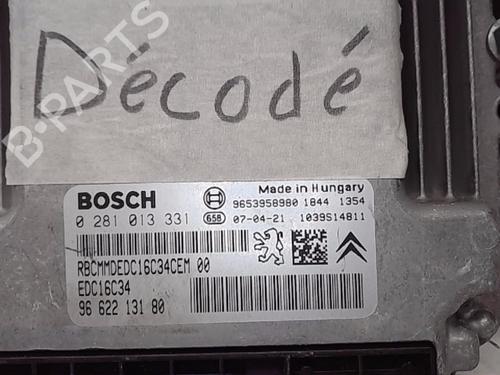 Décodé
B-PARTS
BOSCH
Made in Hungary
9653958980 1844 1354
0 281 013 331
658 07-04-21 1039S14811
RBCMMDEDC16C34CEM 00
EDC16C34
96 622 131 80